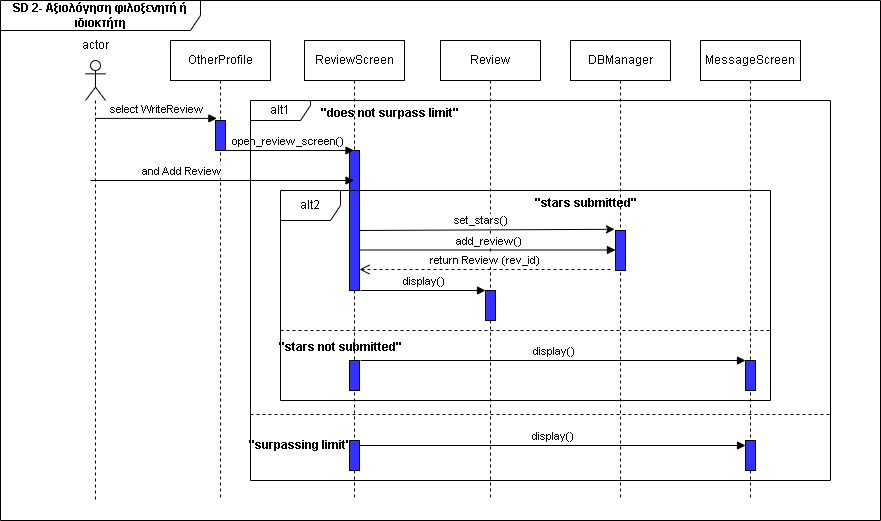 SD 2- Αξιολόγηση φιλοξενητή ή
ιδιοκτήτη
actor
OtherProfile
ReviewScreen
Review
DBManager
MessageScreen
alt1
"does not surpass limit"
select WriteReview
open_review_screen()
and Add Review
alt2
"stars submitted"
set_stars()
add_review()
return Review (rev_id)
display()
"stars not submitted"
display()
"surpassing limit"
display()